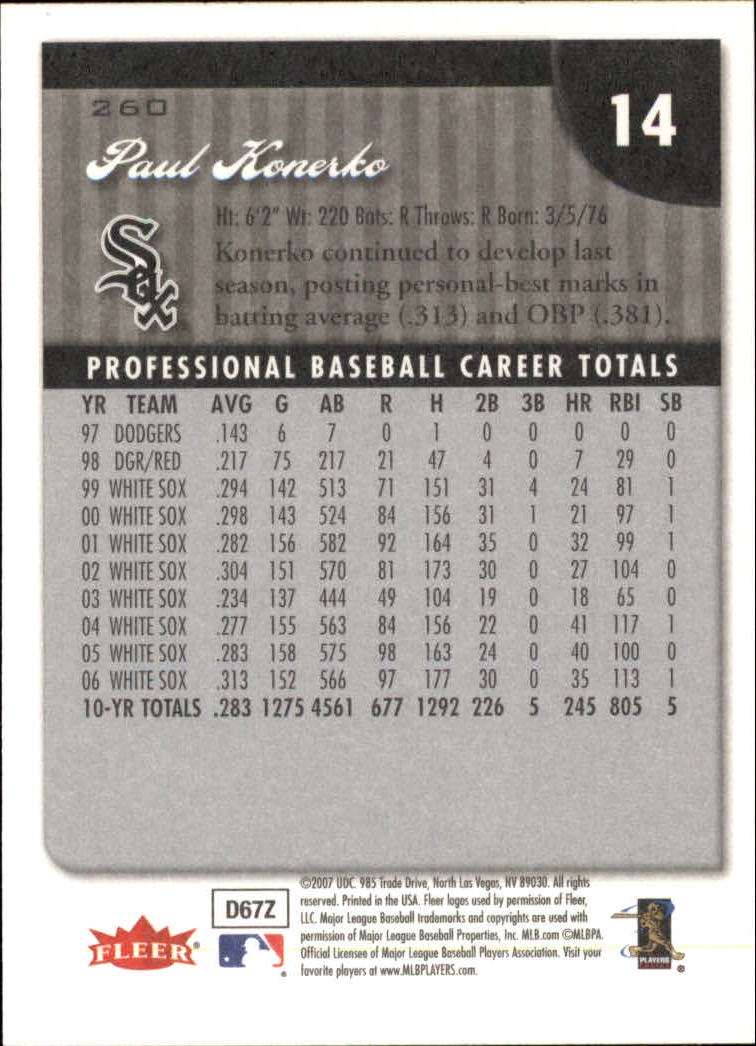 260
14
Paul Konerko
Sox
Ht: 6'2" Wt: 220 Bats: R Throws: R Born: 3/5/76
Konerko continued to develop last
season, posting personal-best marks in
batting average (.313) and OBP (.381).
PROFESSIONAL BASEBALL CAREER TOTALS
YR TEAM AVG G AB R H 2B 3B HR RBI SB
97 DODGERS .143 6 7 0 1 0 0 0 0 0
98 DGR/RED .217 75 217 21 47 4 0 7 29 0
99 WHITE SOX .294 142 513 71 151 31 4 24 81 1
00 WHITE SOX .298 143 524 84 156 31 1 21 97 1
01 WHITE SOX .282 156 582 92 164 35 0 32 99 1
02 WHITE SOX .304 151 570 81 173 30 0 27 104 0
03 WHITE SOX .234 137 444 49 104 19 0 18 65 0
04 WHITE SOX .277 155 563 84 156 22 0 41 117 1
05 WHITE SOX .283 158 575 98 163 24 0 40 100 0
06 WHITE SOX .313 152 566 97 177 30 0 35 113 1
10-YR TOTALS .283 1275 4561 677 1292 226 5 245 805 5
©2007 UDC. 985 Trade Drive, North Las Vegas, NV 89030. All rights
reserved. Printed in the USA. Fleer logos used by permission of Fleer,
LLC. Major League Baseball trademarks and copyrights are used with
permission of Major League Baseball Properties, Inc. MLB.com ©MLBPA.
Official Licensee of Major League Baseball Players Association. Visit your
favorite players at www.MLBPLAYERS.com.
D67Z
FLEER®
®
PLAYERS
®